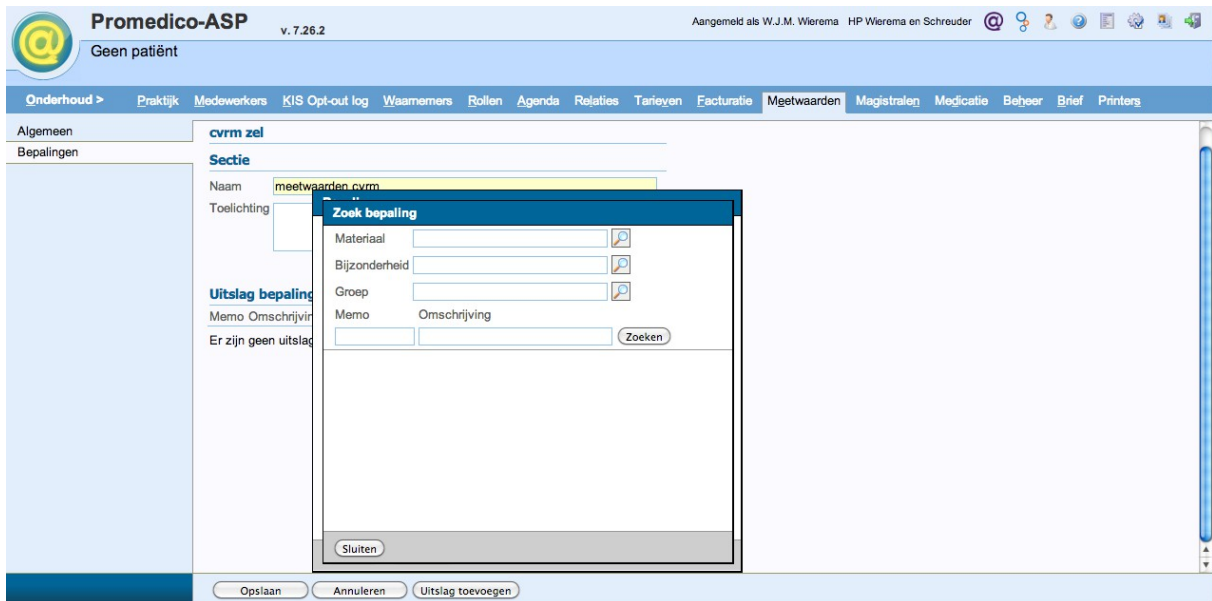 Promedico-ASP v. 7.26.2
Aangemeld als W.J.M. Wierema HP Wierema en Schreuder
Geen patiënt
Onderhoud > Praktijk Medewerkers KIS Opt-out log Waarnemers Rollen Agenda Relaties Tarieven Facturatie Meetwaarden Magistralen Medicatie Beheer Brief Printers
Algemeen
Bepalingen
cvrm zel
Sectie
Naam meetwaarden cvrm
Toelichting
Zoek bepaling
Materiaal
Bijzonderheid
Groep
Memo Omschrijving
Zoeken
Uitslag bepaling
Memo Omschrijvin
Er zijn geen uitslag
Sluiten
Opslaan Annuleren Uitslag toevoegen